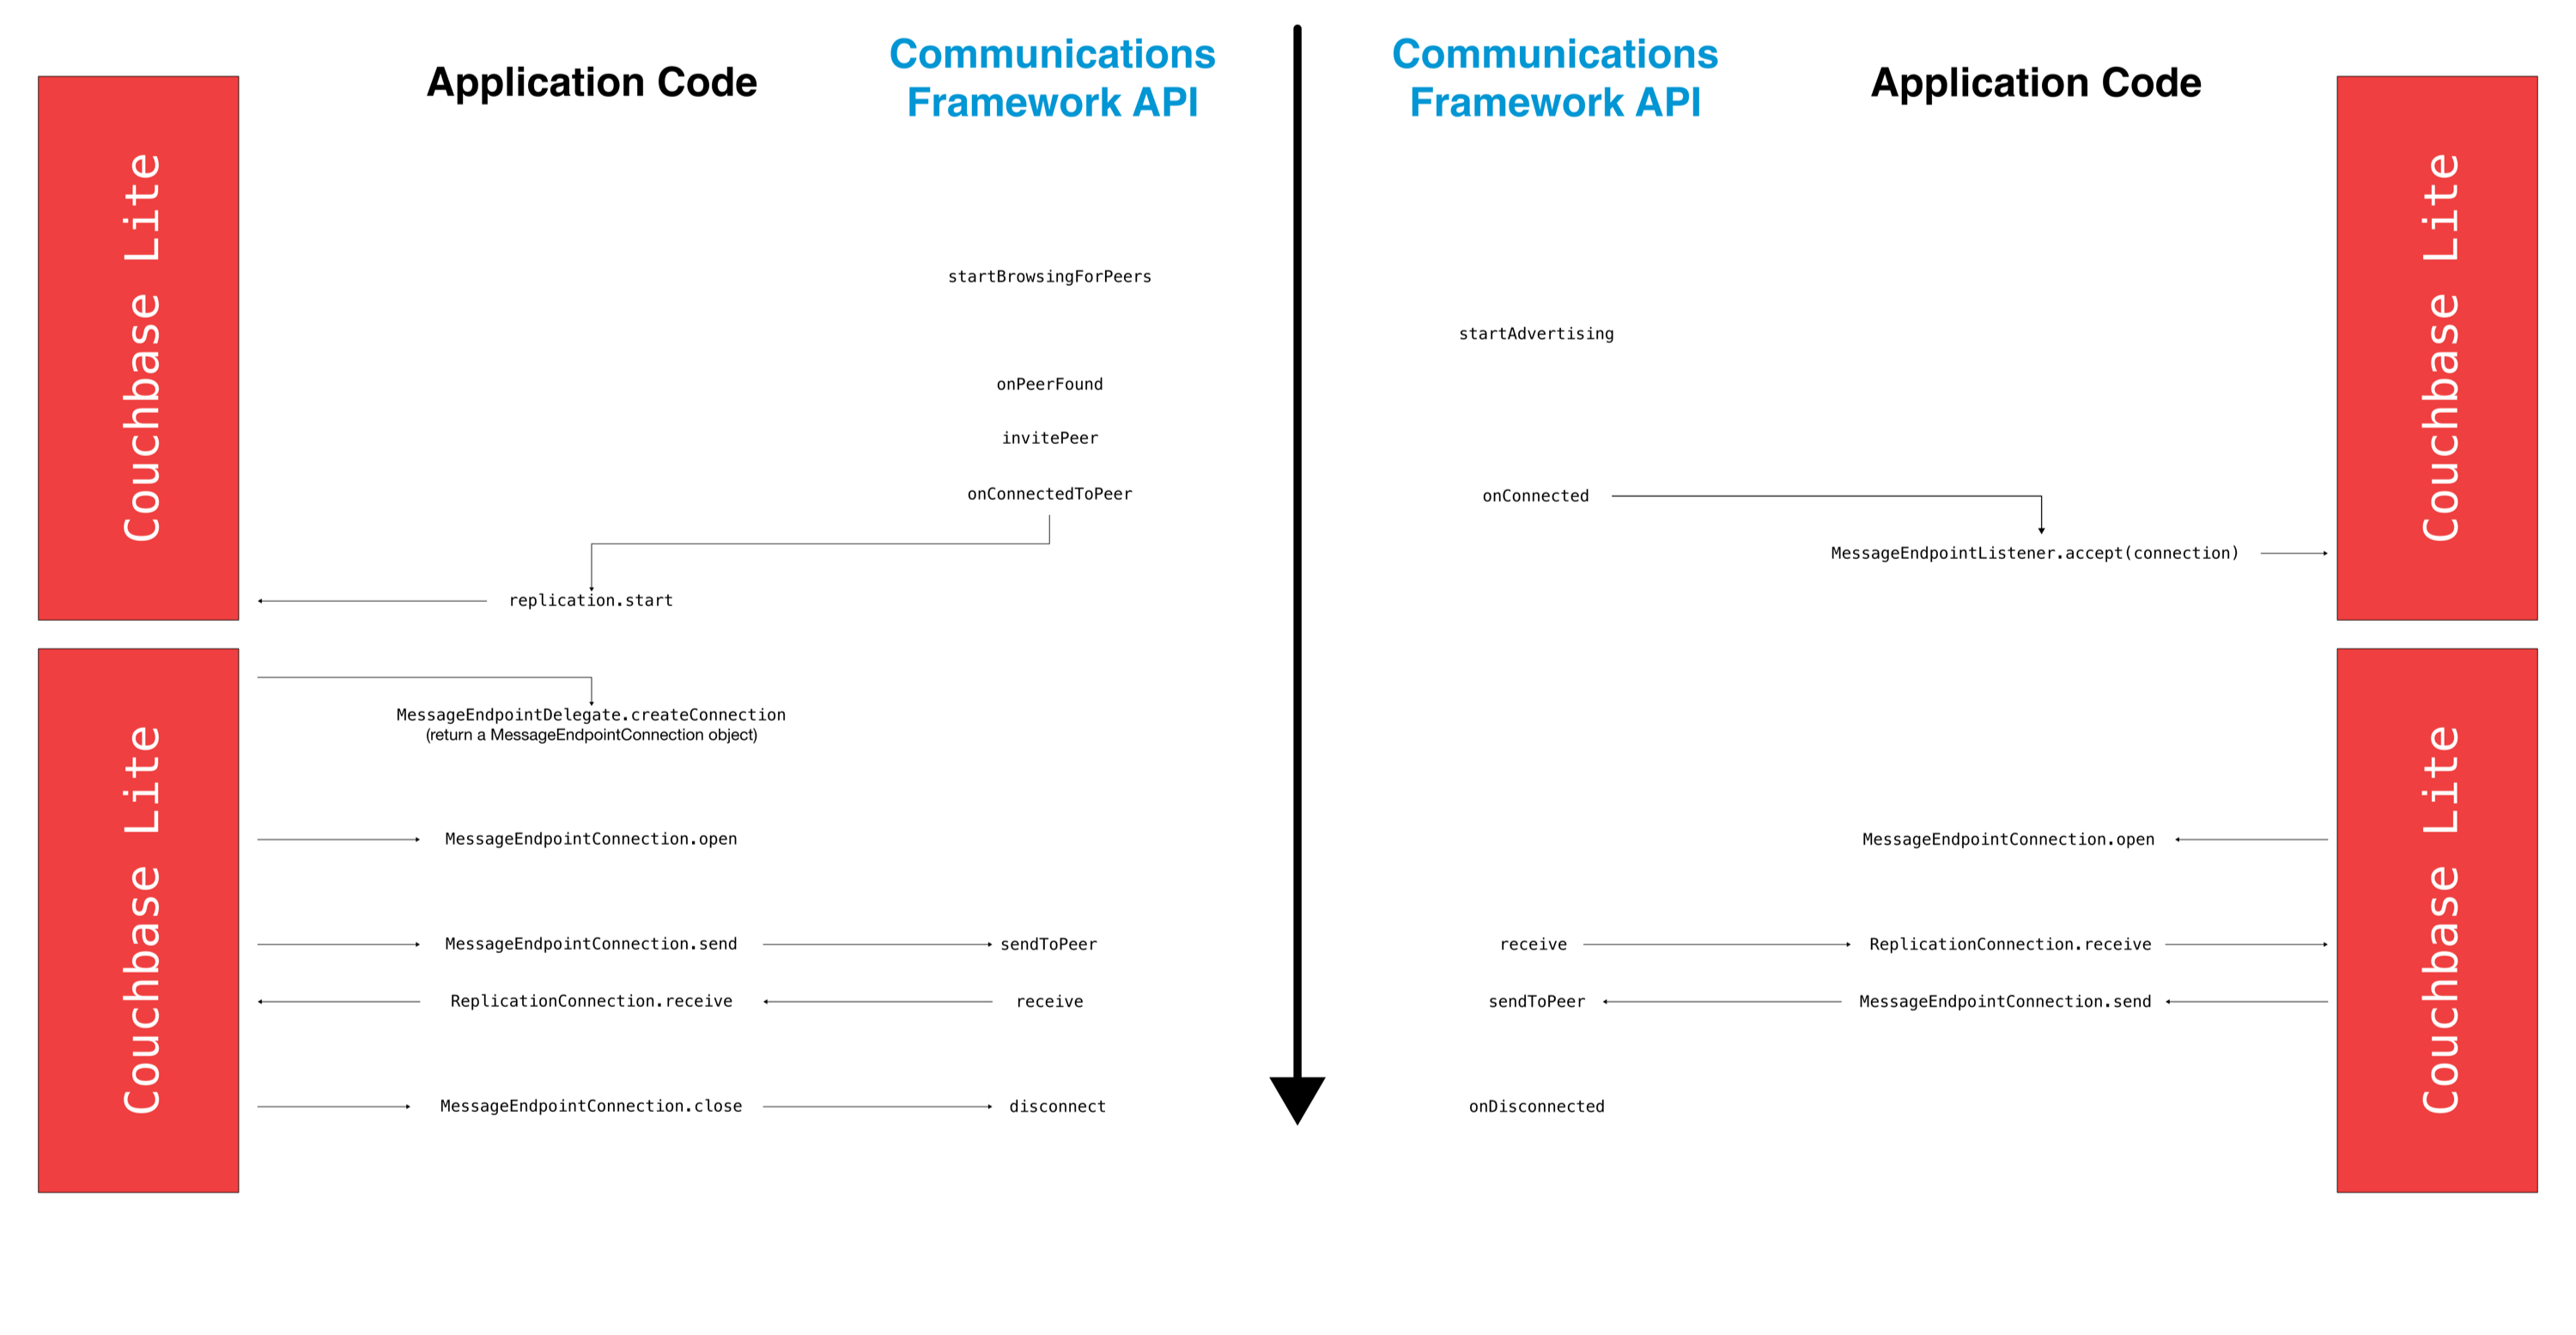 Communications
Framework API
Communications
Framework API
Application Code
Application Code
Couchbase Lite
Couchbase Lite
startBrowsingForPeers
startAdvertising
onPeerFound
invitePeer
onConnectedToPeer
onConnected
MessageEndpointListener.accept(connection)
replication.start
Couchbase Lite
Couchbase Lite
MessageEndpointDelegate.createConnection
(return a MessageEndpointConnection object)
MessageEndpointConnection.open
MessageEndpointConnection.open
MessageEndpointConnection.send
sendToPeer
receive
ReplicationConnection.receive
ReplicationConnection.receive
receive
sendToPeer
MessageEndpointConnection.send
MessageEndpointConnection.close
disconnect
onDisconnected